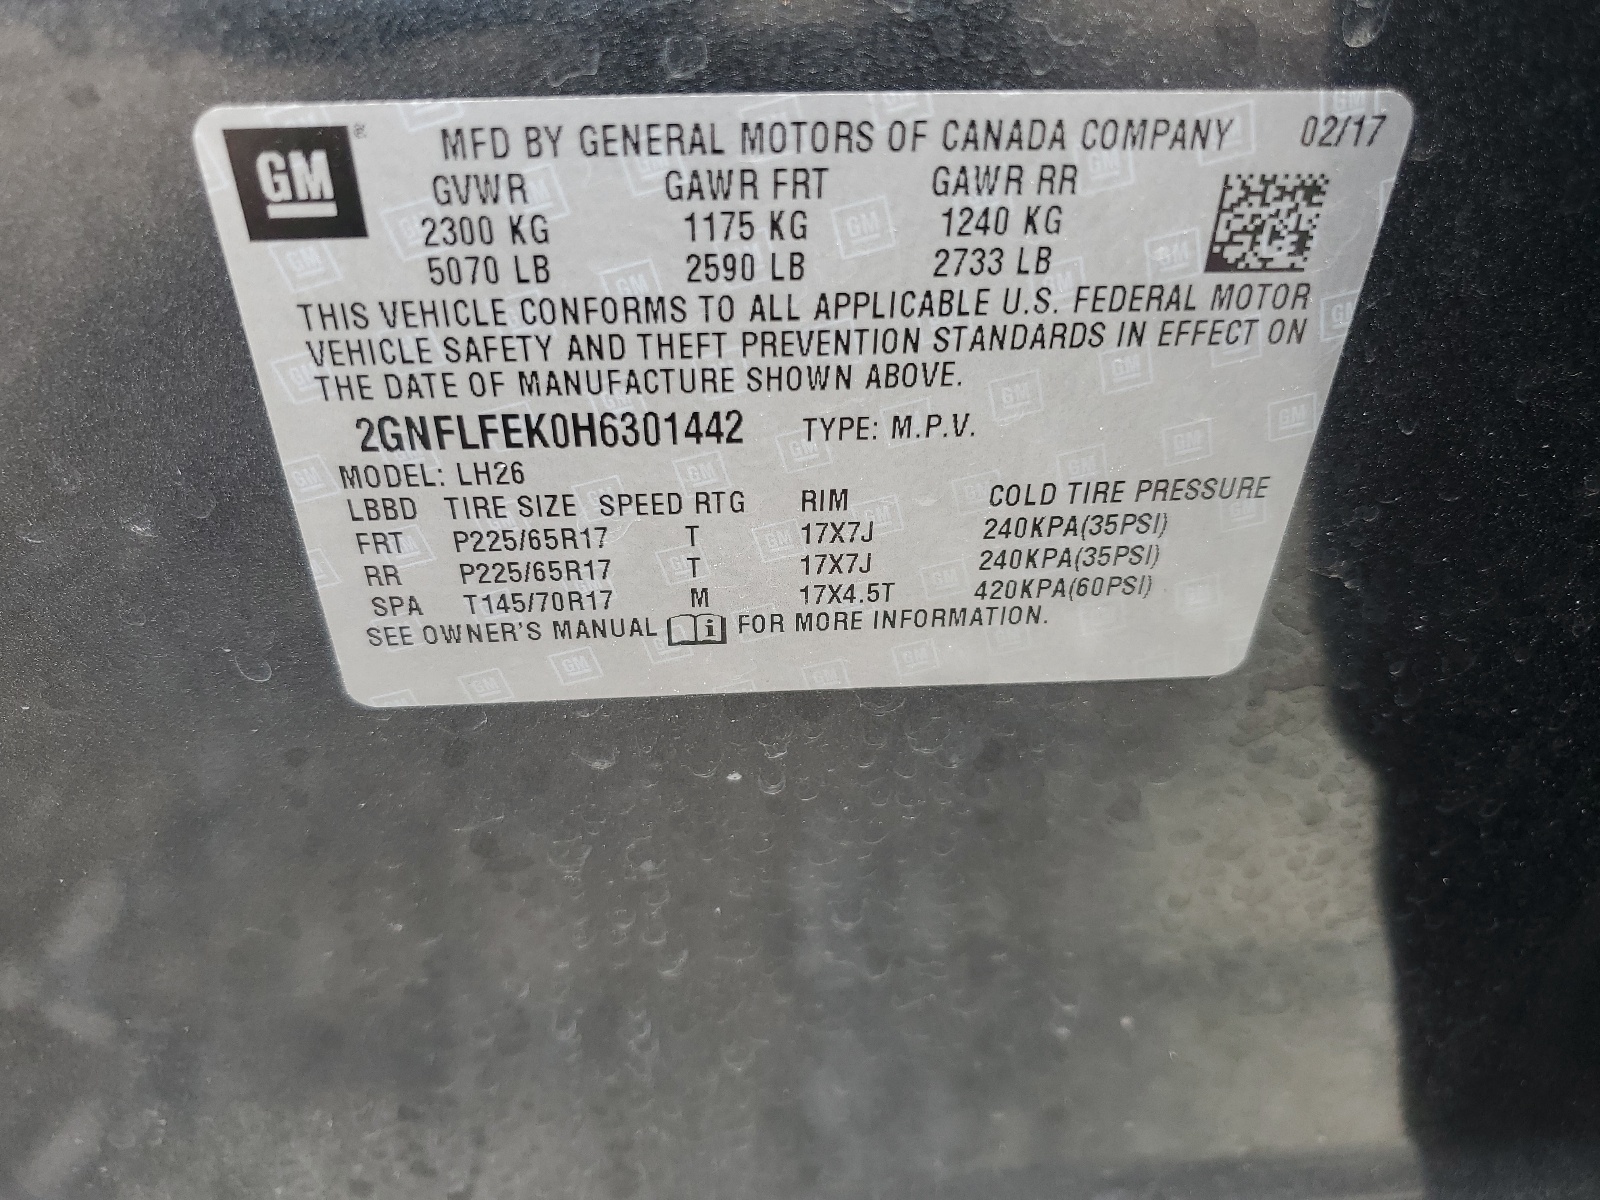 GM ® MFD BY GENERAL MOTORS OF CANADA COMPANY 02/17
GVWR GAWR FRT GAWR RR
2300 KG 1175 KG 1240 KG
5070 LB 2590 LB 2733 LB
THIS VEHICLE CONFORMS TO ALL APPLICABLE U.S. FEDERAL MOTOR
VEHICLE SAFETY AND THEFT PREVENTION STANDARDS IN EFFECT ON
THE DATE OF MANUFACTURE SHOWN ABOVE.
2GNFLFEK0H6301442 TYPE: M.P.V.
MODEL: LH26
LBBD TIRE SIZE SPEED RTG RIM COLD TIRE PRESSURE
FRT P225/65R17 T 17X7J 240KPA(35PSI)
RR P225/65R17 T 17X7J 240KPA(35PSI)
SPA T145/70R17 M 17X4.5T 420KPA(60PSI)
SEE OWNER'S MANUAL i FOR MORE INFORMATION.